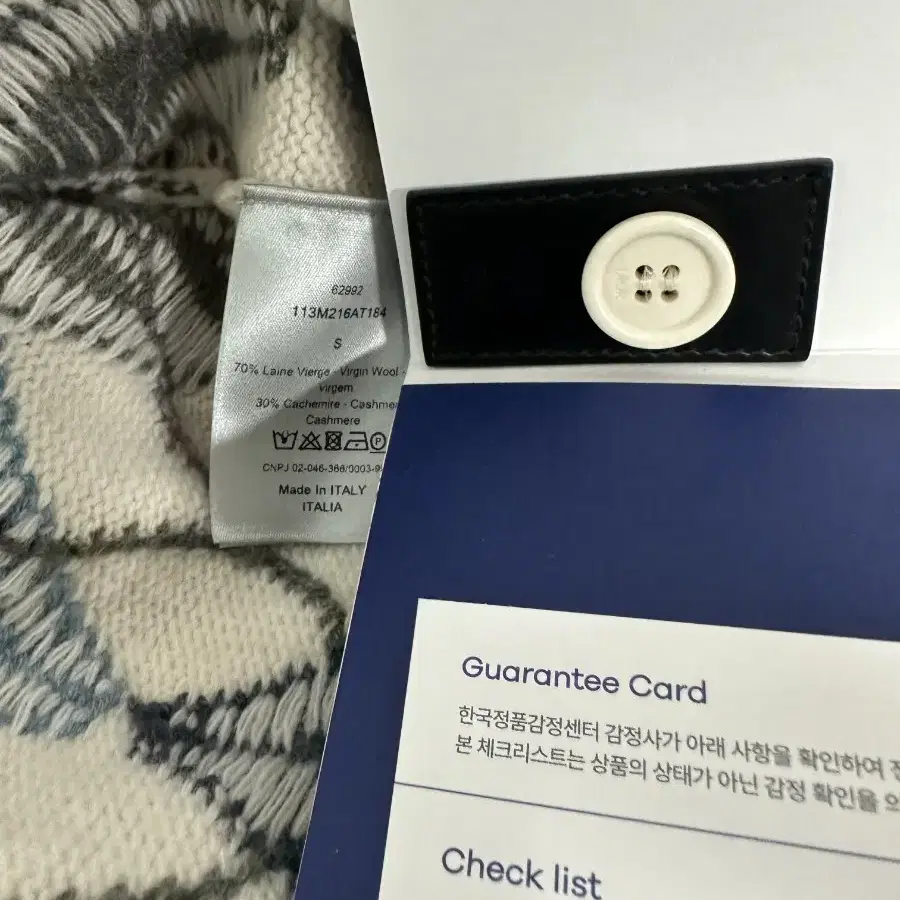 62992
113M216AT184
S
70% Laine Vierge - Virgin Wool -
virgem
30% Cachemire - Cashme
Cashmere
P
CNPJ 02-046-366/0003-9
Made In ITALY
ITALIA
Guarantee Card
한국정품감정센터 감정사가 아래 사항을 확인하여
본 체크리스트는 상품의 상태가 아닌 감정 확인을
Check list